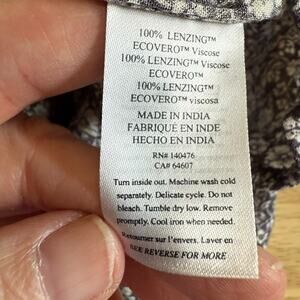 100% LENZING™
ECOVERO™ Viscose
100% LENZING™ Viscose
ECOVERO™
100% LENZING™
ECOVERO™ viscosa
MADE IN INDIA
FABRIQUÉ EN INDE
HECHO EN INDIA
RN# 140476
CA# 64607
Turn inside out. Machine wash cold
separately. Delicate cycle. Do not
bleach. Tumble dry low. Remove
promptly. Cool iron when needed.
Retourner sur l'envers. Laver en
SEE REVERSE FOR MORE